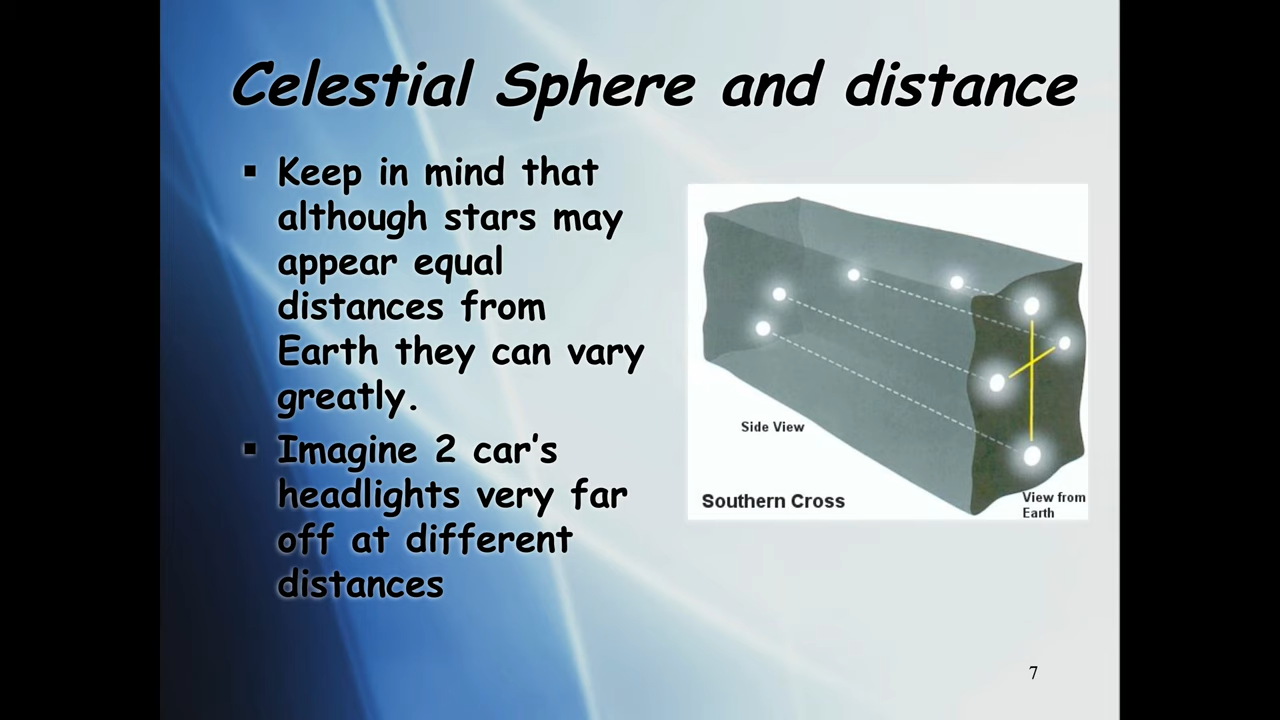 Celestial Sphere and distance
▪ Keep in mind that
although stars may
appear equal
distances from
Earth they can vary
greatly.
▪ Imagine 2 car’s
headlights very far
off at different
distances
Side View
Southern Cross
View from
Earth
7